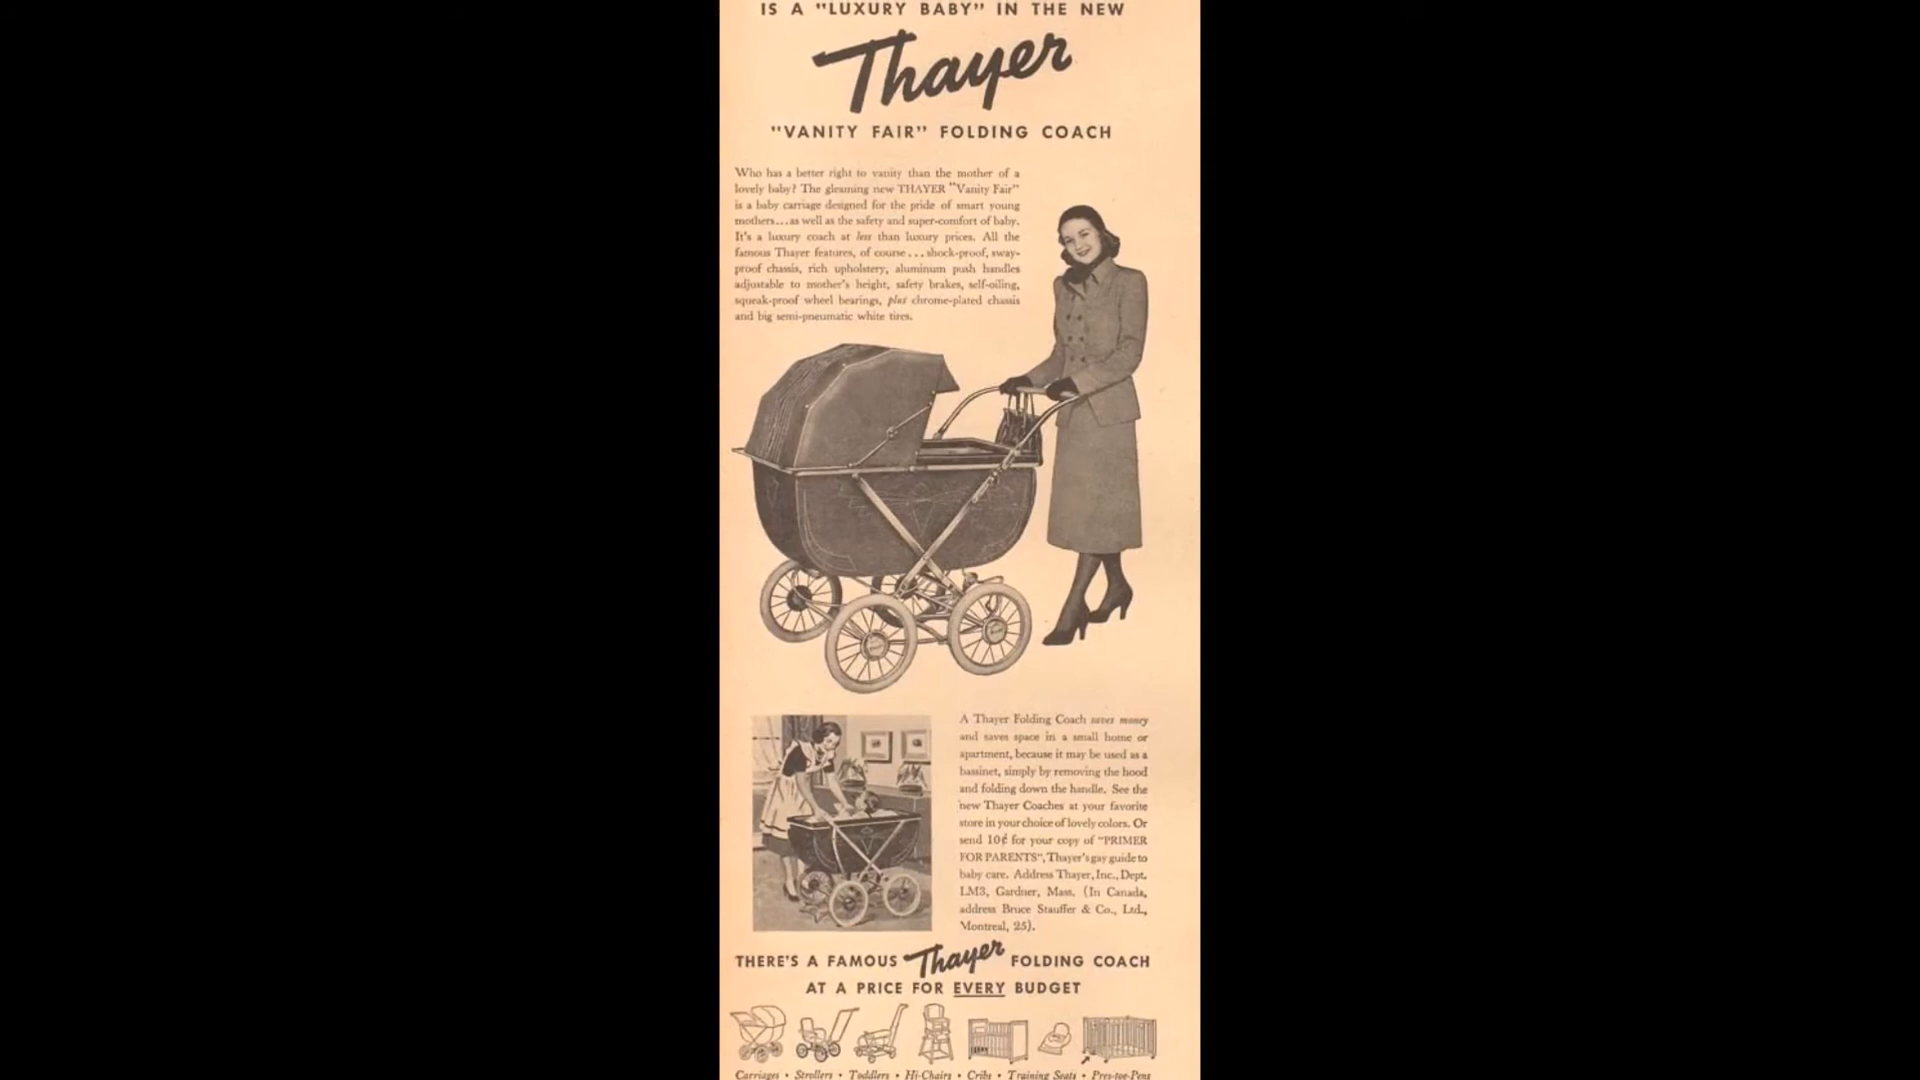 IS A "LUXURY BABY" IN THE NEW
Thayer
"VANITY FAIR" FOLDING COACH
Who has a better right to vanity than the mother of a
lovely baby? The gleaming new THAYER "Vanity Fair"
is a baby carriage designed for the pride of smart young
mothers...as well as the safety and super-comfort of baby.
It's a luxury coach at less than luxury prices. All the
famous Thayer features, of course...shock-proof, sway-
proof chassis, rich upholstery, aluminum push handles
adjustable to mother's height, safety brakes, self-oiling,
squeak-proof wheel bearings, plus chrome-plated chassis
and big semi-pneumatic white tires.
A Thayer Folding Coach saves money
and saves space in a small home or
apartment, because it may be used as a
bassinet, simply by removing the hood
and folding down the handle. See the
new Thayer Coaches at your favorite
store in your choice of lovely colors. Or
send 10¢ for your copy of "PRIMER
FOR PARENTS", Thayer's gay guide to
baby care. Address Thayer, Inc., Dept.
LM3, Gardner, Mass. (In Canada,
address Bruce Stauffer & Co., Ltd.,
Montreal, 25).
THERE'S A FAMOUS Thayer FOLDING COACH
AT A PRICE FOR EVERY BUDGET
Carriages • Strollers • Toddlers • Hi-Chairs • Cribs • Training Seats • Pres-toe-Pens